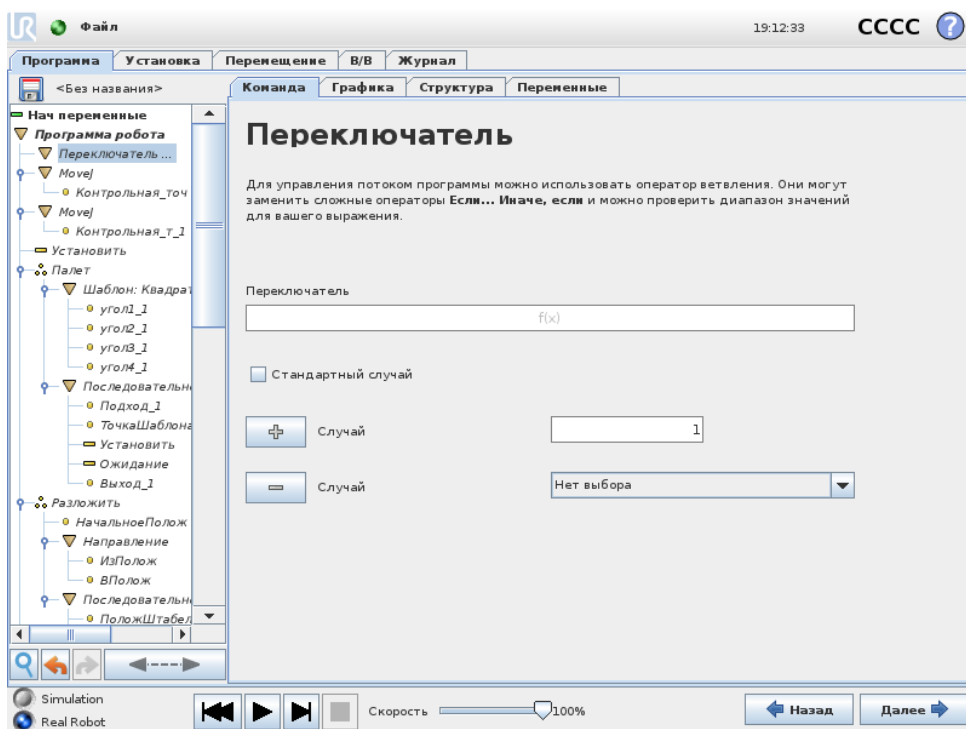 UR Файл 19:12:33 CCCC ?
Программа Установка Перемещение В/В Журнал
<Без названия>
Команда Графика Структура Переменные
Нач переменные
Программа робота
Переключатель ...
MoveJ
Контрольная_точ
MoveJ
Контрольная_т_1
Установить
Палет
Шаблон: Квадрат
угол1_1
угол2_1
угол3_1
угол4_1
Последовательн
Подход_1
ТочкаШаблона
Установить
Ожидание
Выход_1
Разложить
НачальноеПолож
Направление
ИзПолож
ВПолож
Последовательн
ПоложШтабел
Переключатель
Для управления потоком программы можно использовать оператор ветвления. Они могут
заменить сложные операторы Если... Иначе, если и можно проверить диапазон значений
для вашего выражения.
Переключатель
f(x)
Стандартный случай
Случай 1
Случай Нет выбора
Simulation
Real Robot
Скорость 100%
Назад Далее